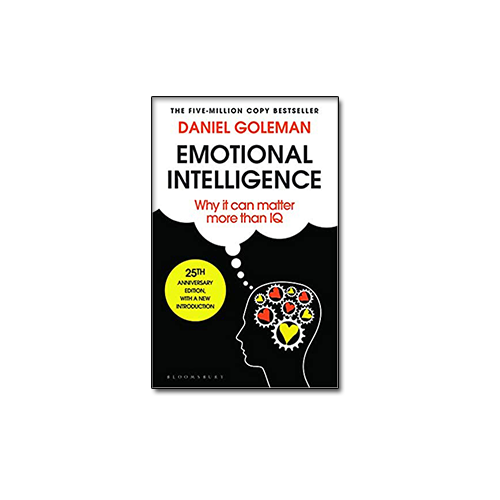 THE FIVE-MILLION COPY BESTSELLER
DANIEL GOLEMAN
EMOTIONAL
INTELLIGENCE
Why it can matter
more than IQ
25TH
ANNIVERSARY
EDITION,
WITH A NEW
INTRODUCTION
BLOOMSBURY